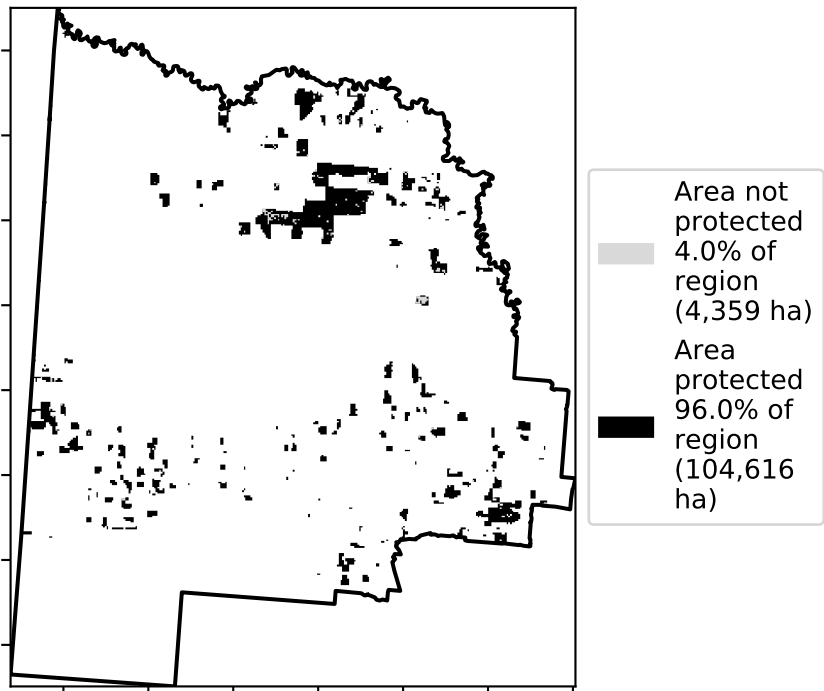 Area not
protected
4.0% of
region
(4,359 ha)
Area
protected
96.0% of
region
(104,616
ha)